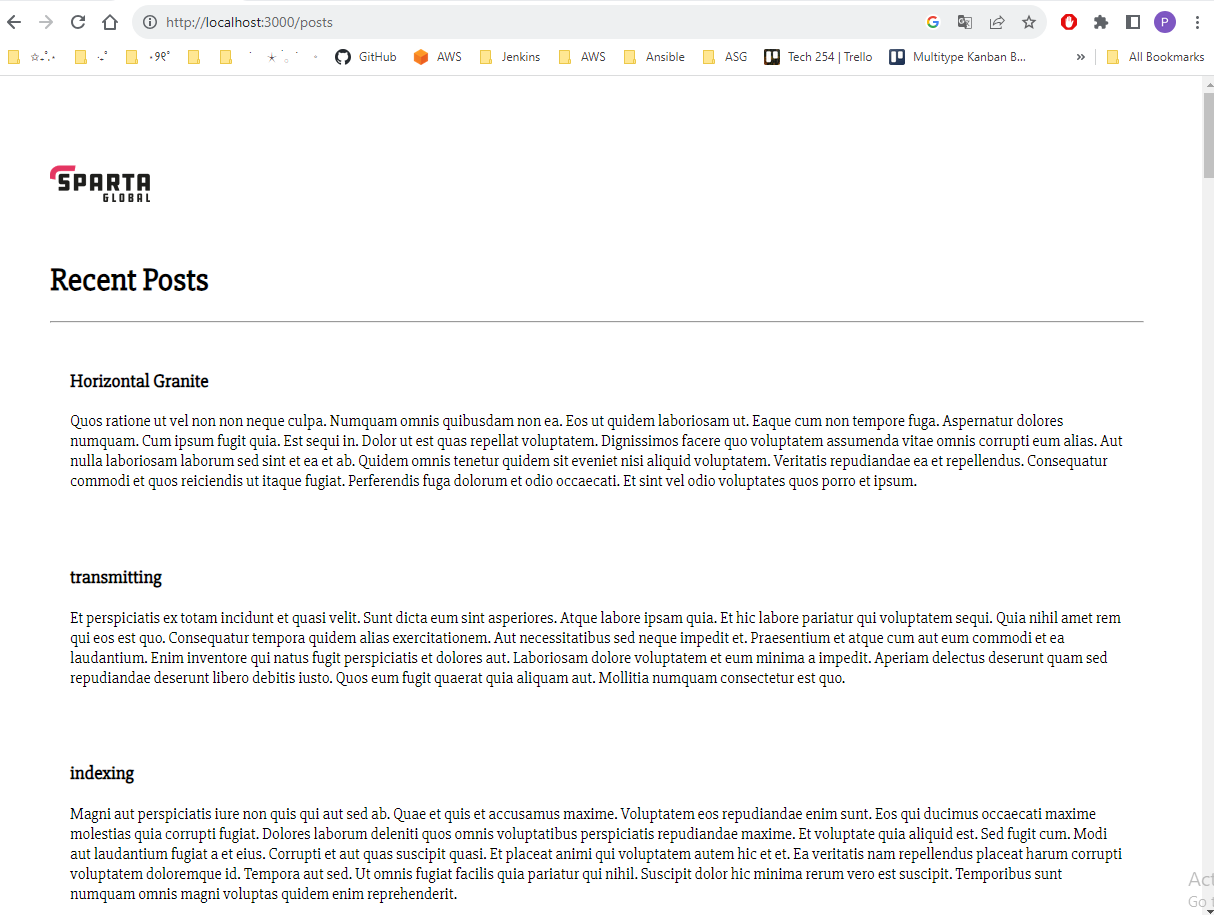 http://localhost:3000/posts
GitHub
AWS
Jenkins
AWS
Ansible
ASG
Tech 254 | Trello
Multitype Kanban B...
»
All Bookmarks
P
SPARTA
GLOBAL
Recent Posts
Horizontal Granite
Quos ratione ut vel non non neque culpa. Numquam omnis quibusdam non ea. Eos ut quidem laboriosam ut. Eaque cum non tempore fuga. Aspernatur dolores
numquam. Cum ipsum fugit quia. Est sequi in. Dolor ut est quas repellat voluptatem. Dignissimos facere quo voluptatem assumenda vitae omnis corrupti eum alias. Aut
nulla laboriosam laborum sed sint et ea et ab. Quidem omnis tenetur quidem sit eveniet nisi aliquid voluptatem. Veritatis repudiandae ea et repellendus. Consequatur
commodi et quos reiciendis ut itaque fugiat. Perferendis fuga dolorum et odio occaecati. Et sint vel odio voluptates quos porro et ipsum.
transmitting
Et perspiciatis ex totam incidunt et quasi velit. Sunt dicta eum sint asperiores. Atque labore ipsam quia. Et hic labore pariatur qui voluptatem sequi. Quia nihil amet rem
qui eos est quo. Consequatur tempora quidem alias exercitationem. Aut necessitatibus sed neque impedit et. Praesentium et atque cum aut eum commodi et ea
laudantium. Enim inventore qui natus fugit perspiciatis et dolores aut. Laboriosam dolore voluptatem et eum minima a impedit. Aperiam delectus deserunt quam sed
repudiandae deserunt libero debitis iusto. Quos eum fugit quaerat quia aliquam aut. Mollitia numquam consectetur est quo.
indexing
Magni aut perspiciatis iure non quis qui aut sed ab. Quae et quis et accusamus maxime. Voluptatem eos repudiandae enim sunt. Eos qui ducimus occaecati maxime
molestias quia corrupti fugiat. Dolores laborum deleniti quos omnis voluptatibus perspiciatis repudiandae maxime. Et voluptate quia aliquid est. Sed fugit cum. Modi
aut laudantium fugiat a et eius. Corrupti et aut quas suscipit quasi. Et placeat animi qui voluptatem autem hic et et. Ea veritatis nam repellendus placeat harum corrupti
voluptatem doloremque id. Tempora aut sed. Ut omnis fugiat facilis quia pariatur qui nihil. Suscipit dolor hic minima rerum vero est suscipit. Temporibus sunt
numquam omnis magni voluptas quidem enim reprehenderit.
Act
Go t